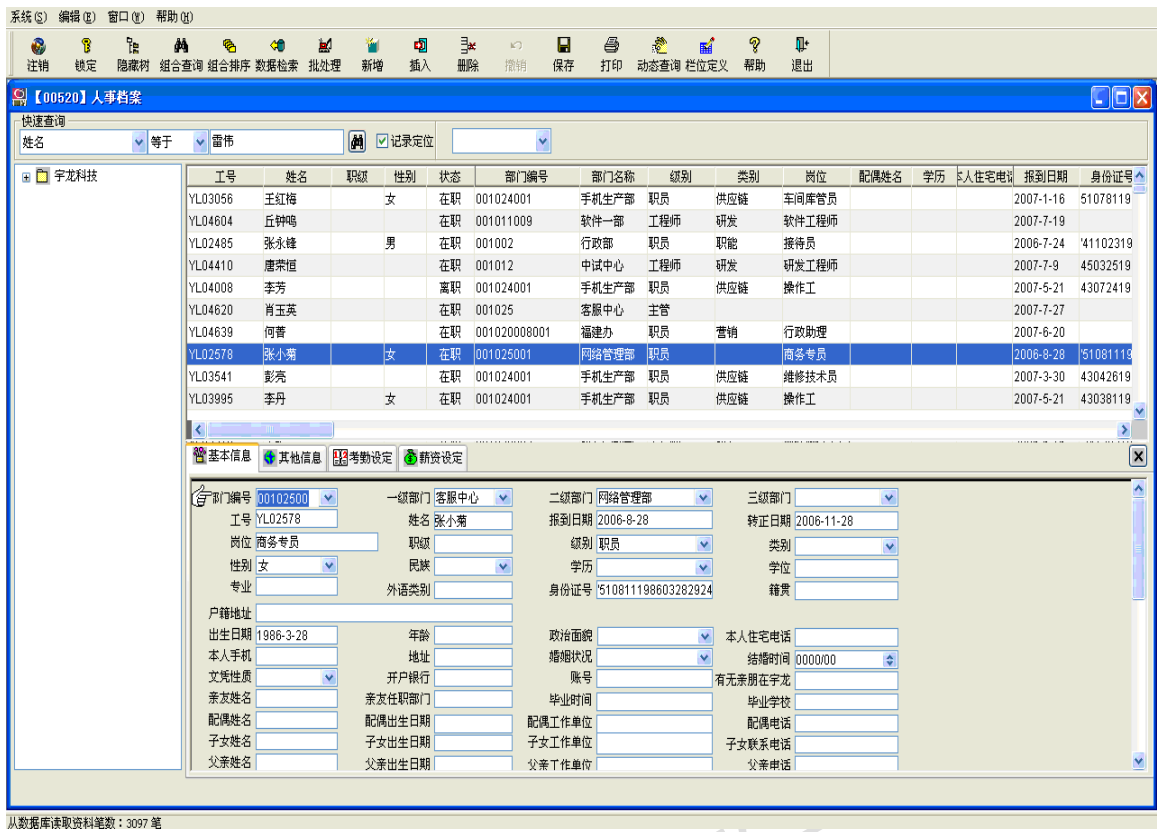 系统(S) 编辑(E) 窗口(W) 帮助(H)
注销 锁定 隐藏树 组合查询 组合排序 数据检索 批处理 新增 插入 删除 撤销 保存 打印 动态查询 栏位定义 帮助 退出
【00520】人事档案
快速查询
姓名 等于 雷伟 记录定位
宇龙科技
工号 姓名 职级 性别 状态 部门编号 部门名称 级别 类别 岗位 配偶姓名 学历 本人住宅电话 报到日期 身份证号
YL03056 王红梅 女 在职 001024001 手机生产部 职员 供应链 车间库管员 2007-1-16 51078119
YL04604 丘钟鸣 在职 001011009 软件一部 工程师 研发 软件工程师 2007-7-19
YL02485 张永锋 男 在职 001002 行政部 职员 职能 接待员 2006-7-24 '41102319
YL04410 唐荣恒 在职 001012 中试中心 工程师 研发 研发工程师 2007-7-9 45032519
YL04008 李芳 离职 001024001 手机生产部 职员 供应链 操作工 2007-5-21 43072419
YL04620 肖玉英 在职 001025 客服中心 主管 2007-7-27
YL04639 何菁 在职 001020008001 福建办 职员 营销 行政助理 2007-6-20
YL02578 张小菊 女 在职 001025001 网络管理部 职员 商务专员 2006-8-28 '51081119
YL03541 彭亮 在职 001024001 手机生产部 职员 供应链 维修技术员 2007-3-30 43042619
YL03995 李丹 女 在职 001024001 手机生产部 职员 供应链 操作工 2007-5-21 43038119
基本信息 其他信息 考勤设定 薪资设定
部门编号 00102500 一级部门 客服中心 二级部门 网络管理部 三级部门
工号 YL02578 姓名 张小菊 报到日期 2006-8-28 转正日期 2006-11-28
岗位 商务专员 职级 级别 职员 类别
性别 女 民族 学历 学位
专业 外语类别 身份证号 '510811198603282924 籍贯
户籍地址
出生日期 1986-3-28 年龄 政治面貌 本人住宅电话
本人手机 地址 婚姻状况 结婚时间 0000/00
文凭性质 开户银行 账号 有无亲朋在宇龙
亲友姓名 亲友任职部门 毕业时间 毕业学校
配偶姓名 配偶出生日期 配偶工作单位 配偶电话
子女姓名 子女出生日期 子女工作单位 子女联系电话
父亲姓名 父亲出生日期 父亲工作单位 父亲电话
从数据库读取资料笔数：3097 笔